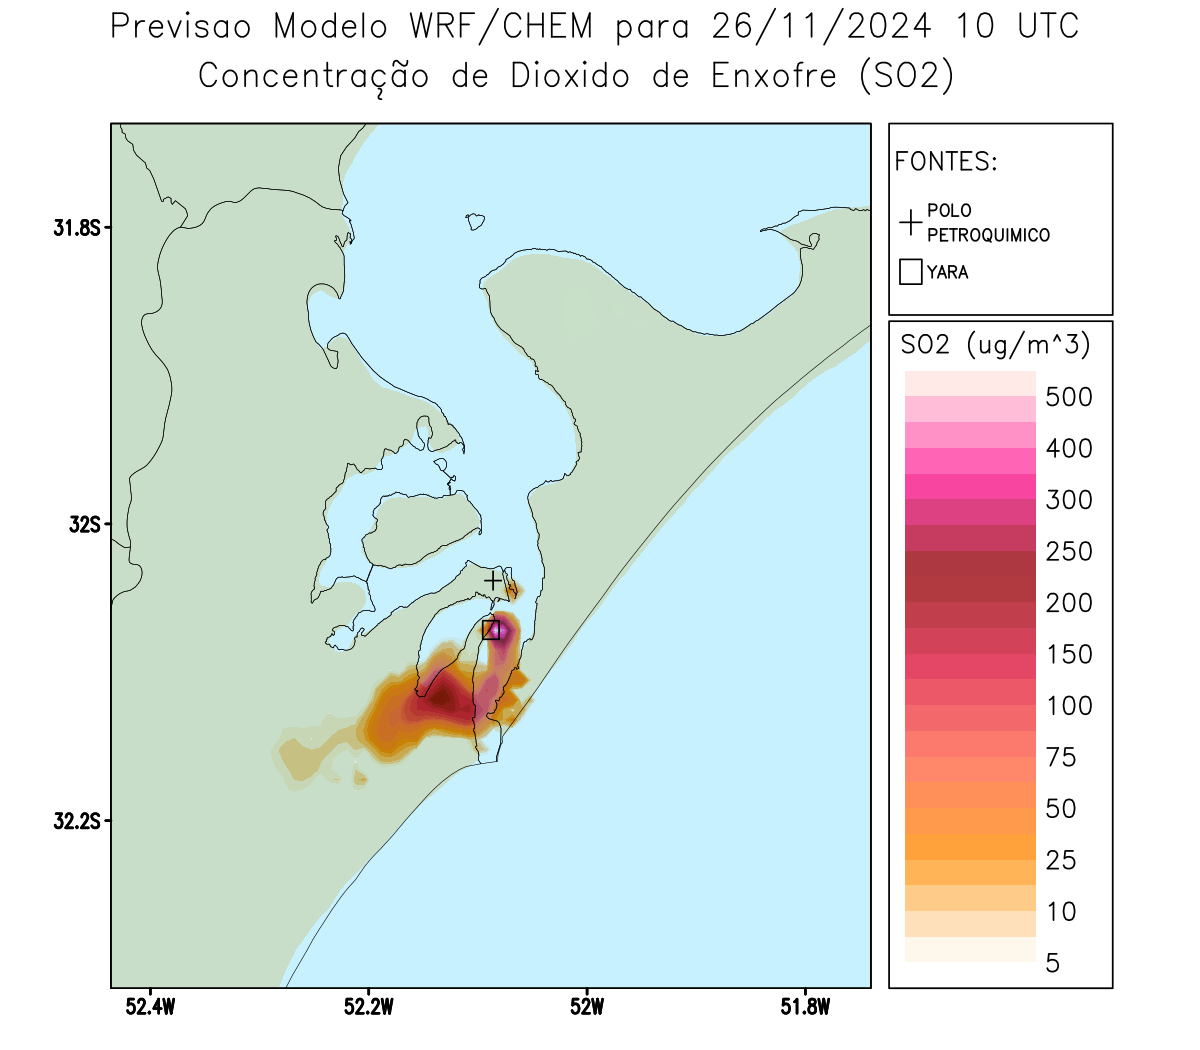 Previsao Modelo WRF/CHEM para 26/11/2024 10 UTC
Concentração de Dioxido de Enxofre (SO2)
FONTES:
POLO
PETROQUIMICO
YARA
SO2 (ug/m^3)
500
400
300
250
200
150
100
75
50
25
10
5
31.8S
32S
32.2S
52.4W
52.2W
52W
51.8W